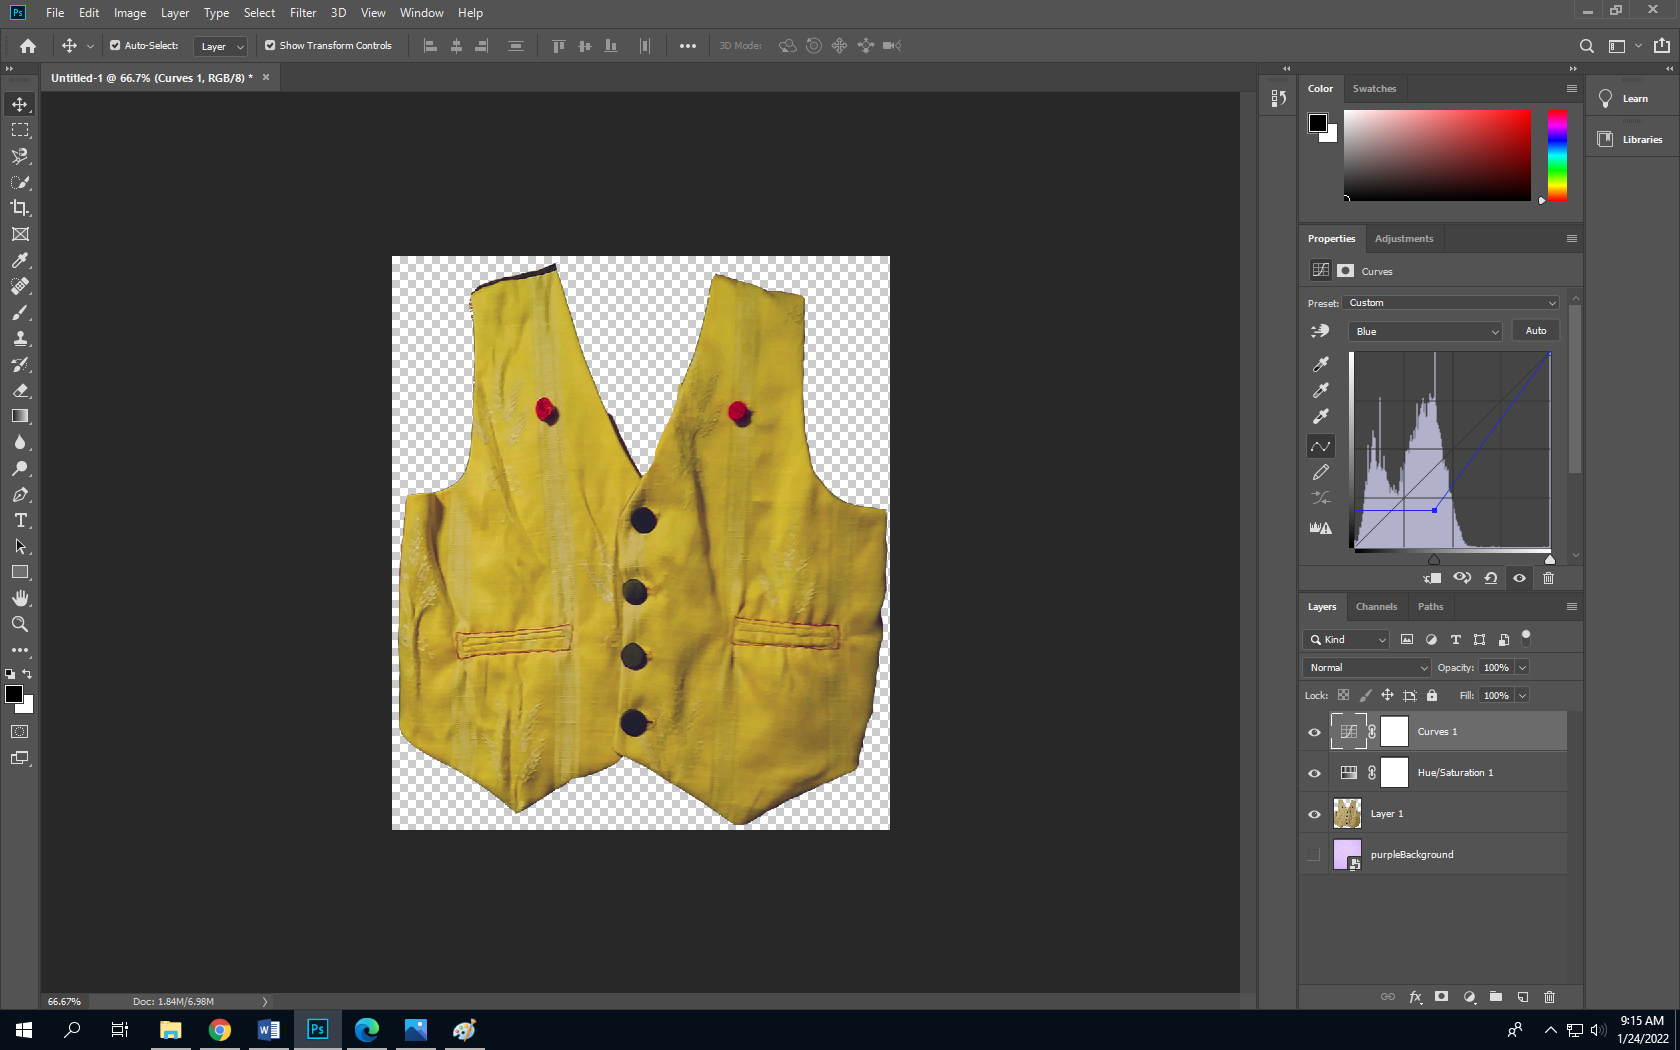 Ps File Edit Image Layer Type Select Filter 3D View Window Help
Auto-Select: Layer Show Transform Controls 3D Mode:
Untitled-1 @ 66.7% (Curves 1, RGB/8) *
Color Swatches
Learn
Libraries
Properties Adjustments
Curves
Preset: Custom
Blue Auto
T
Layers Channels Paths
Kind T
Normal Opacity: 100%
Lock: Fill: 100%
Curves 1
Hue/Saturation 1
Layer 1
purpleBackground
fx
66.67% Doc: 1.84M/6.98M
W Ps
9:15 AM
1/24/2022